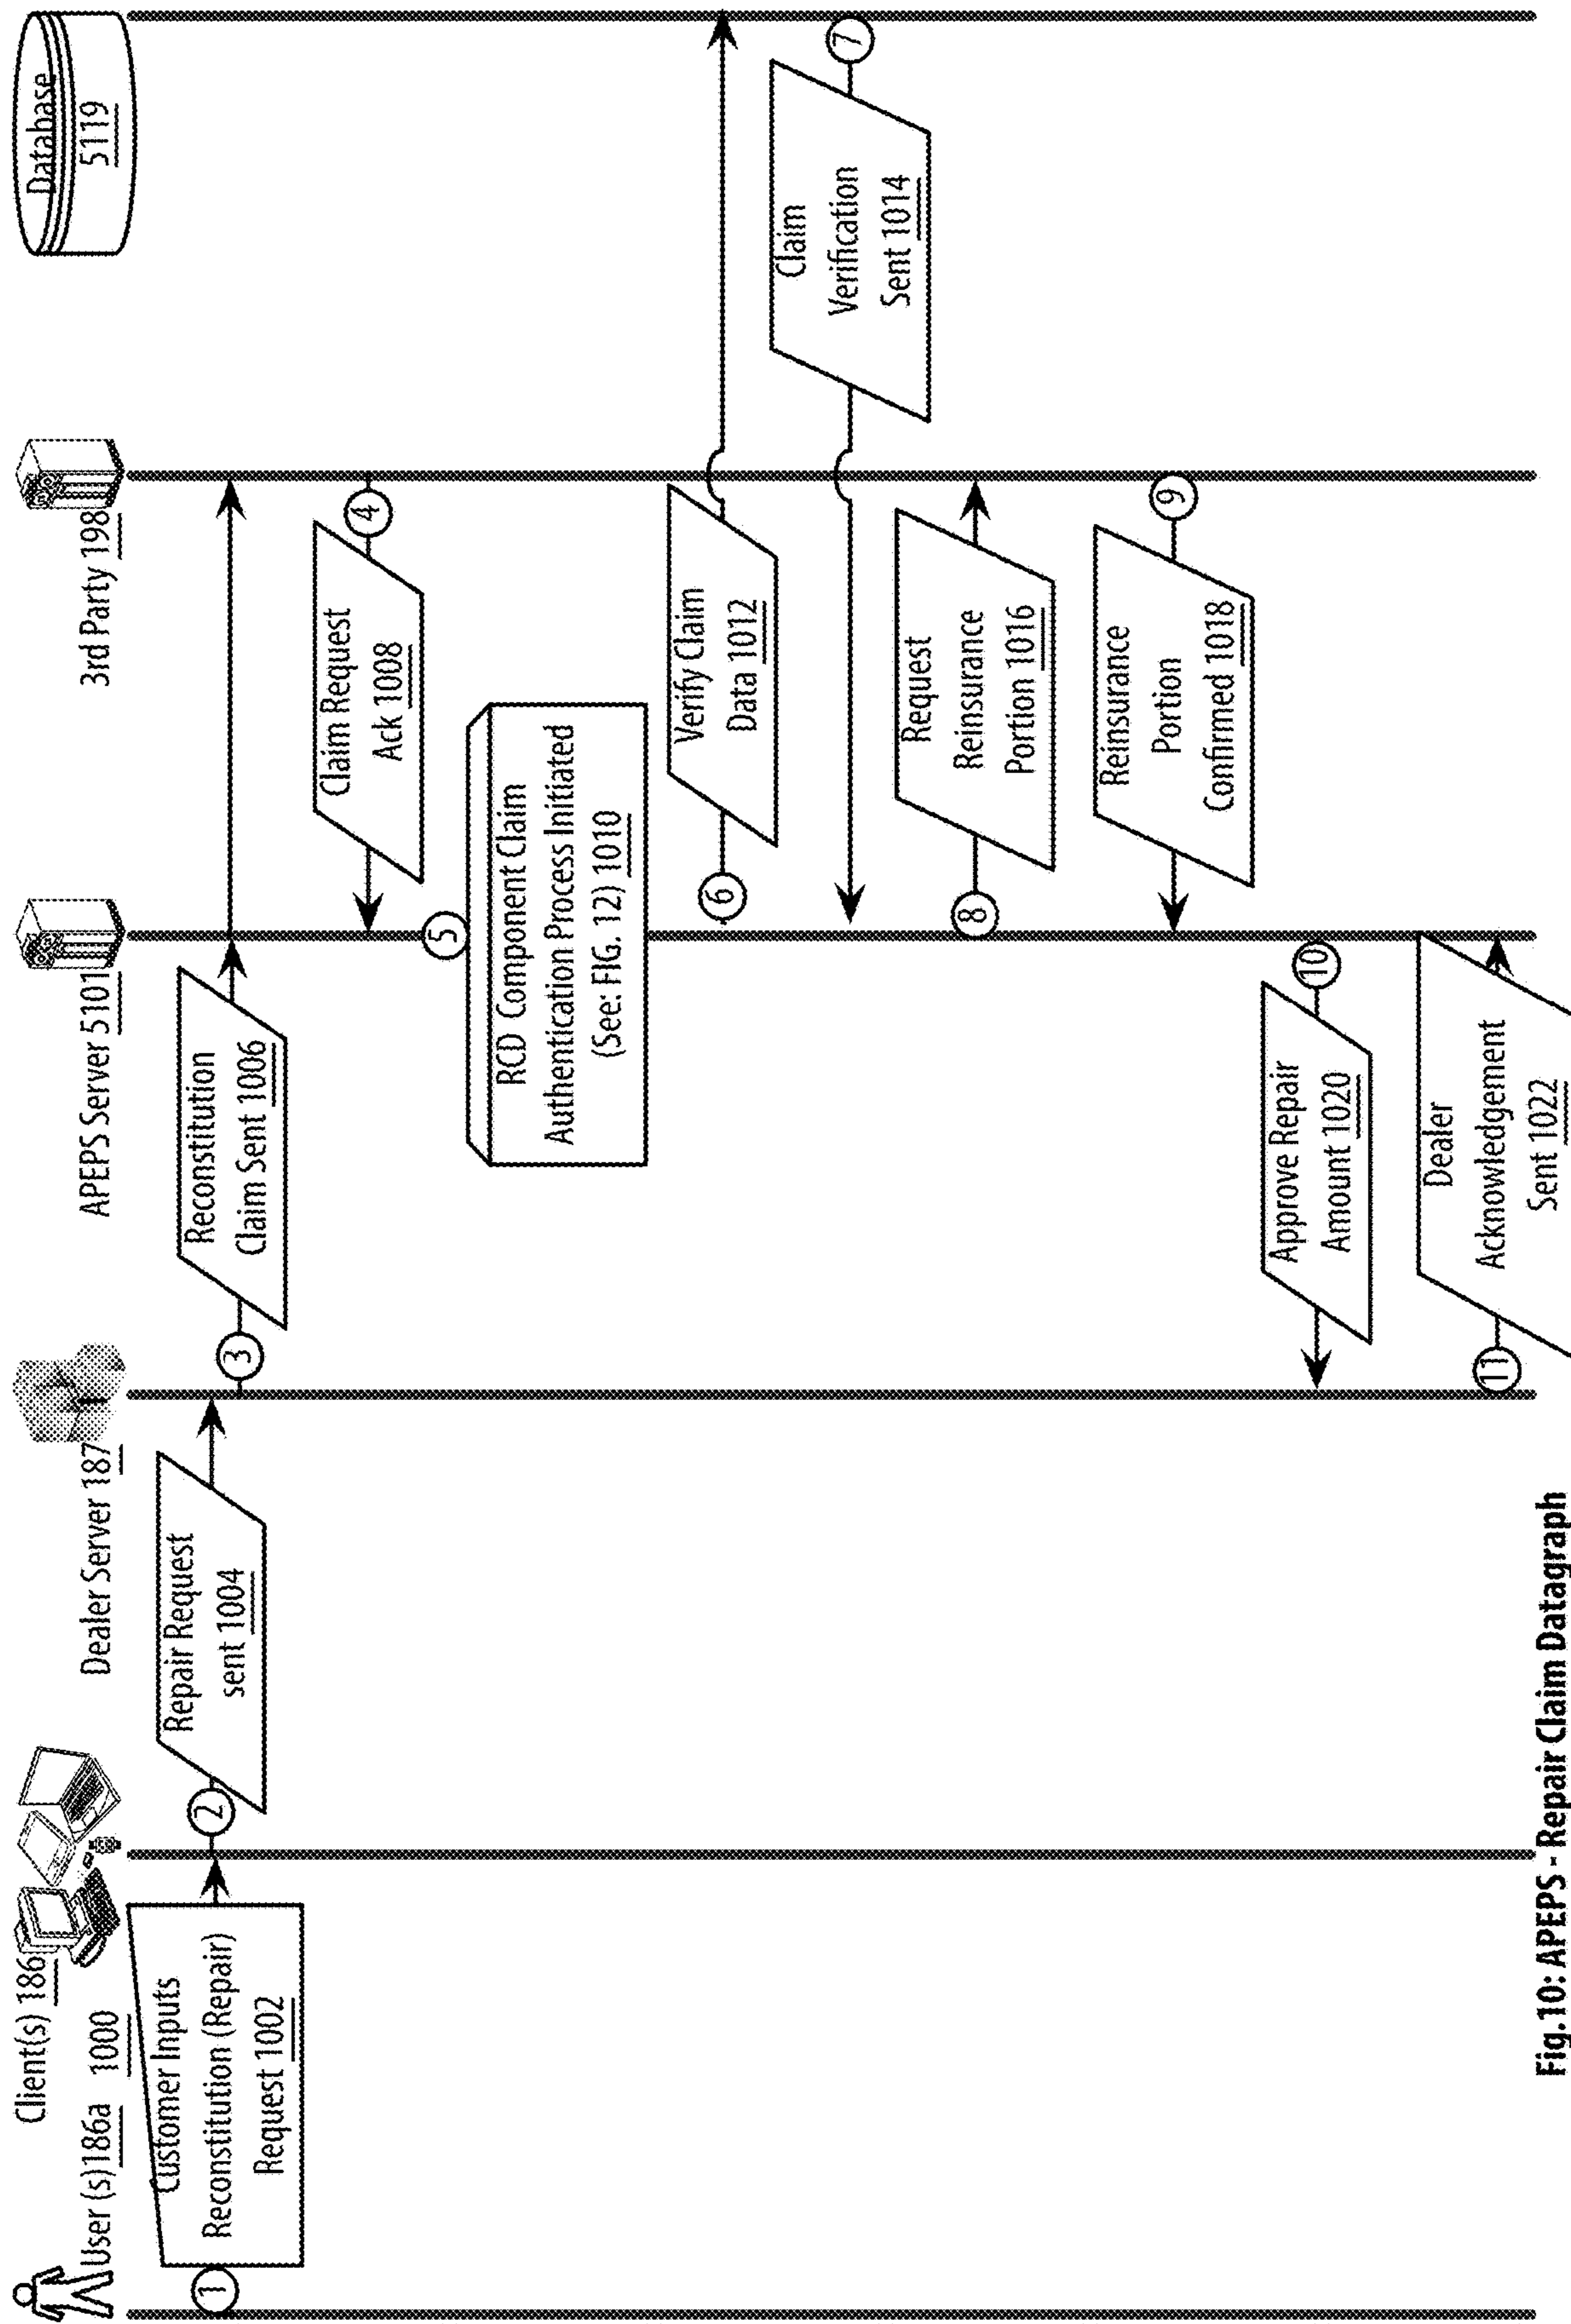 User (s)186a 1000
Client(s) 186
Dealer Server 187
APEPS Server 5101
3rd Party 198
Database
5119
1
Customer Inputs
Reconstitution (Repair)
Request 1002
2
Repair Request
sent 1004
3
Reconstitution
Claim Sent 1006
4
Claim Request
Ack 1008
5
RCD Component Claim
Authentication Process Initiated
(See: FIG. 12) 1010
6
Verify Claim
Data 1012
7
Claim
Verification
Sent 1014
8
Request
Reinsurance
Portion 1016
9
Reinsurance
Portion
Confirmed 1018
10
Approve Repair
Amount 1020
11
Dealer
Acknowledgement
Sent 1022
Fig.10: APEPS - Repair Claim Datagraph